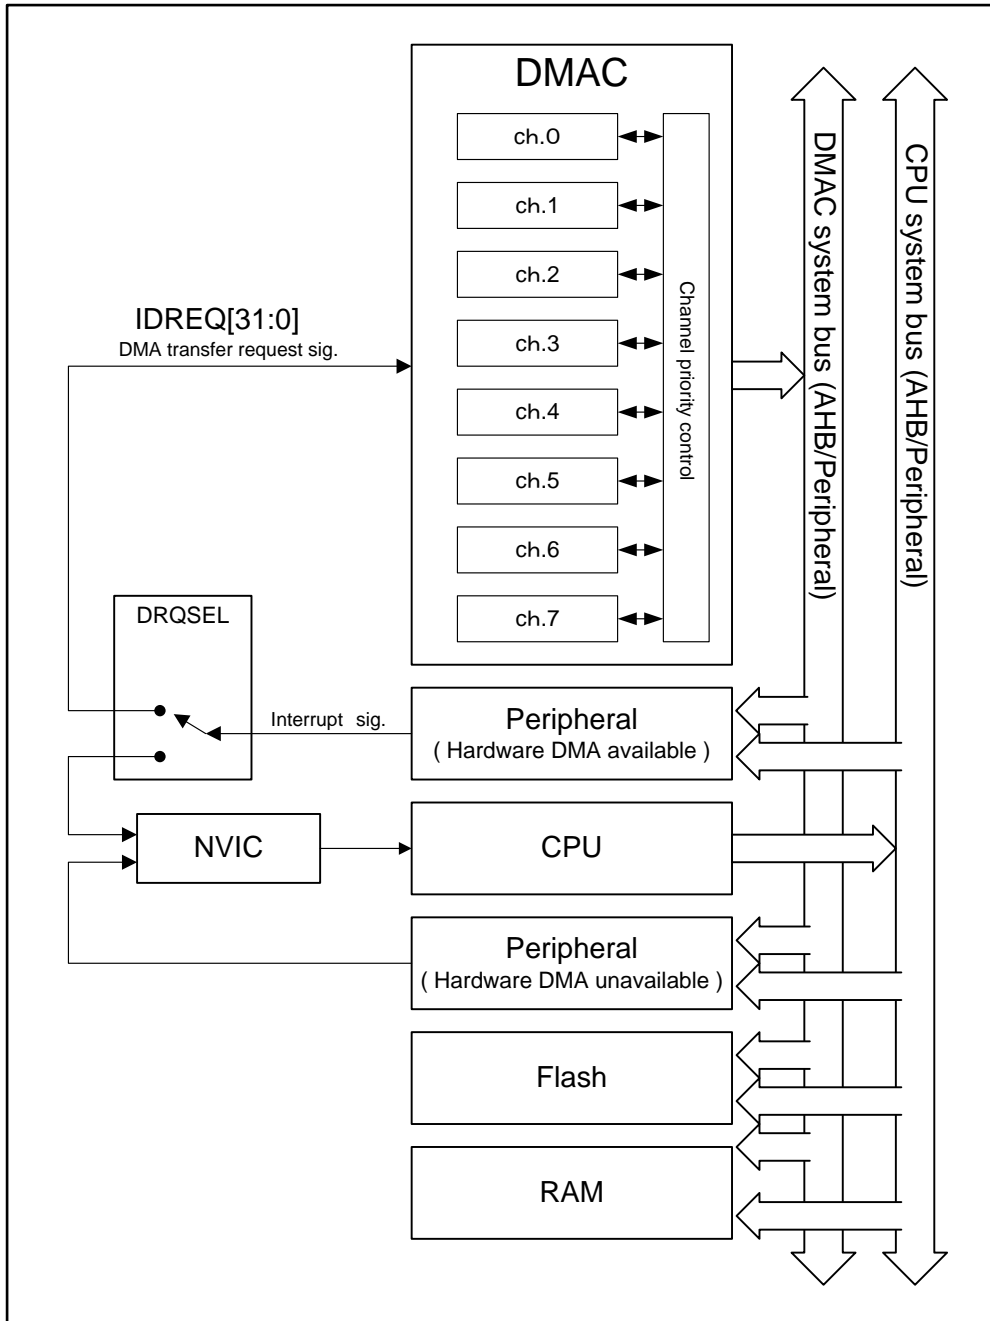 DMAC
ch.0
ch.1
ch.2
ch.3
ch.4
ch.5
ch.6
ch.7
Channel priority control
DMAC system bus (AHB/Peripheral)
CPU system bus (AHB/Peripheral)
IDREQ[31:0]
DMA transfer request sig.
DRQSEL
Interrupt sig.
Peripheral
( Hardware DMA available )
NVIC
CPU
Peripheral
( Hardware DMA unavailable )
Flash
RAM